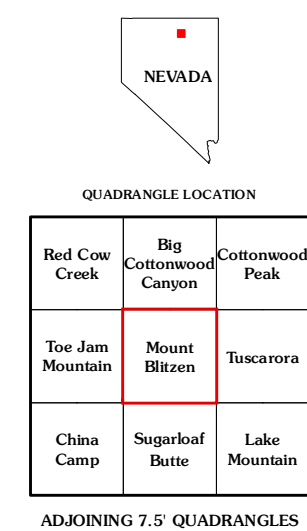 NEVADA
QUADRANGLE LOCATION
Red Cow
Creek
Big
Cottonwood
Canyon
Cottonwood
Peak
Toe Jam
Mountain
Mount
Blitzen
Tuscarora
China
Camp
Sugarloaf
Butte
Lake
Mountain
ADJOINING 7.5' QUADRANGLES